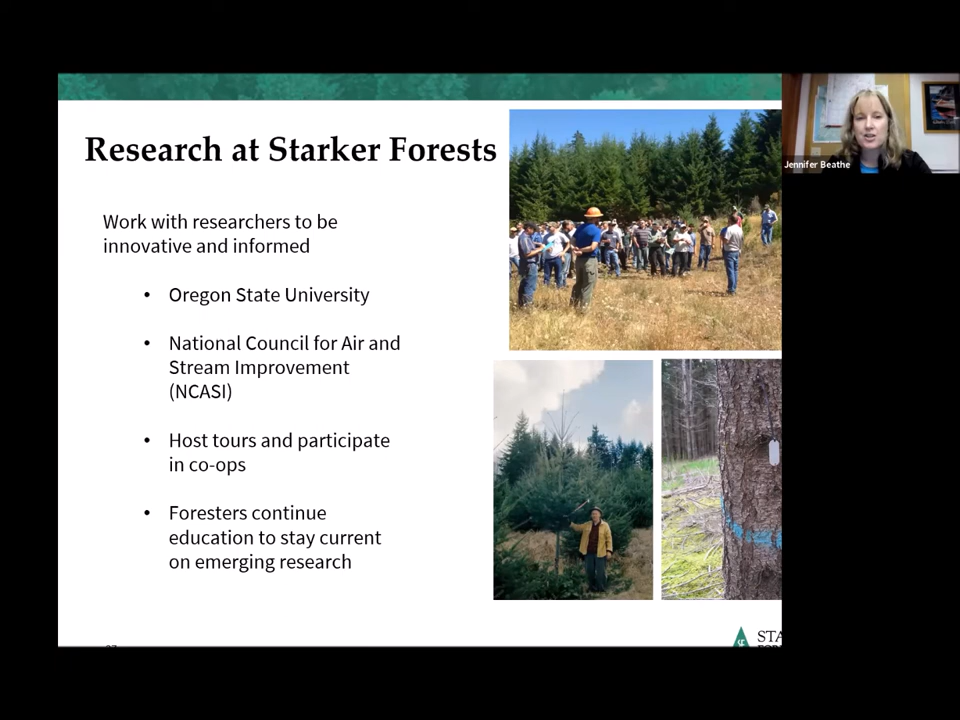 Research at Starker Forests
Jennifer Beathe
Work with researchers to be
innovative and informed
• Oregon State University
• National Council for Air and
Stream Improvement
(NCASI)
• Host tours and participate
in co-ops
• Foresters continue
education to stay current
on emerging research